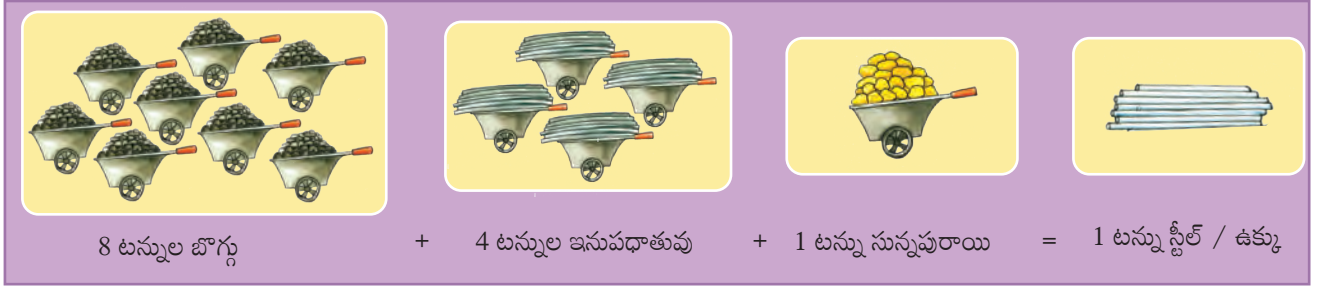 8 టన్నుల బొగ్గు + 4 టన్నుల ఇనుపధాతువు + 1 టన్ను సున్నపురాయి = 1 టన్ను స్టీల్ / ఉక్కు